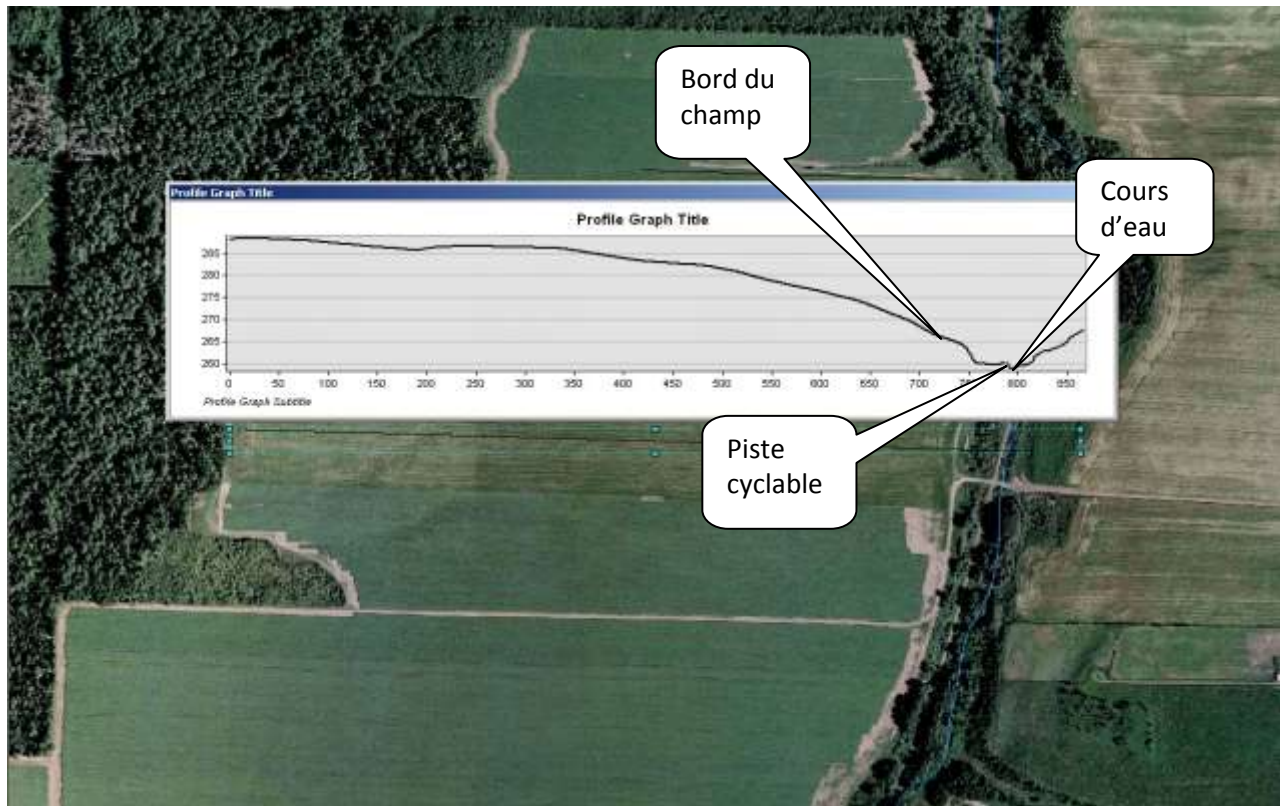 Bord du
champ
Cours
d’eau
Profile Graph Title
Profile Graph Title
285
280
275
270
265
260
0 50 100 150 200 250 300 350 400 450 500 550 600 650 700 800 850
Profile Graph Subtitle
Piste
cyclable